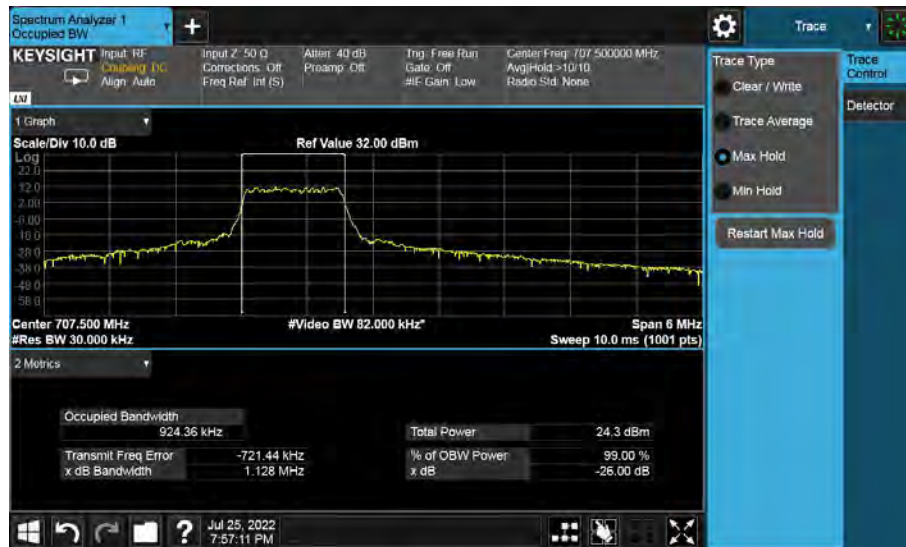 Spectrum Analyzer 1
Occupied BW
+
Trace
KEYSIGHT
Input: RF
Coupling: DC
Align: Auto
Input Z: 50 Ω
Corrections: Off
Freq Ref: Int (S)
Atten: 40 dB
Preamp: Off
Trig: Free Run
Gate: Off
#IF Gain: Low
Center Freq: 707.500000 MHz
Avg|Hold:>10/10
Radio Std: None
LXI
Trace Type
Clear / Write
Trace Average
Max Hold
Min Hold
Restart Max Hold
Trace
Control
Detector
1 Graph
Scale/Div 10.0 dB
Ref Value 32.00 dBm
Log
22.0
12.0
2.00
-8.00
-18.0
-28.0
-38.0
-48.0
-58.0
Center 707.500 MHz
#Video BW 82.000 kHz*
Span 6 MHz
#Res BW 30.000 kHz
Sweep 10.0 ms (1001 pts)
2 Metrics
Occupied Bandwidth
924.36 kHz
Total Power 24.3 dBm
Transmit Freq Error -721.44 kHz
% of OBW Power 99.00 %
x dB Bandwidth 1.128 MHz
x dB -26.00 dB
?
Jul 25, 2022
7:57:11 PM